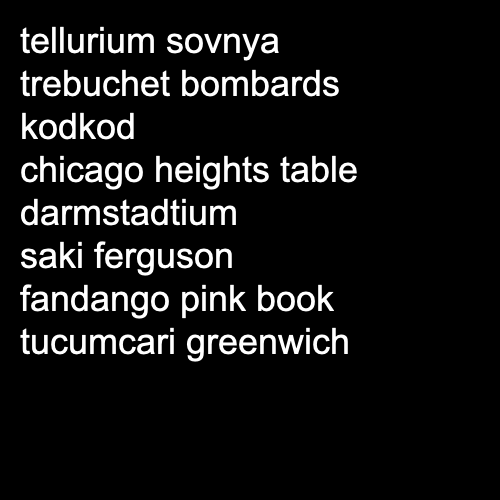 tellurium sovnya
trebuchet bombards
kodkod
chicago heights table
darmstadtium
saki ferguson
fandango pink book
tucumcari greenwich